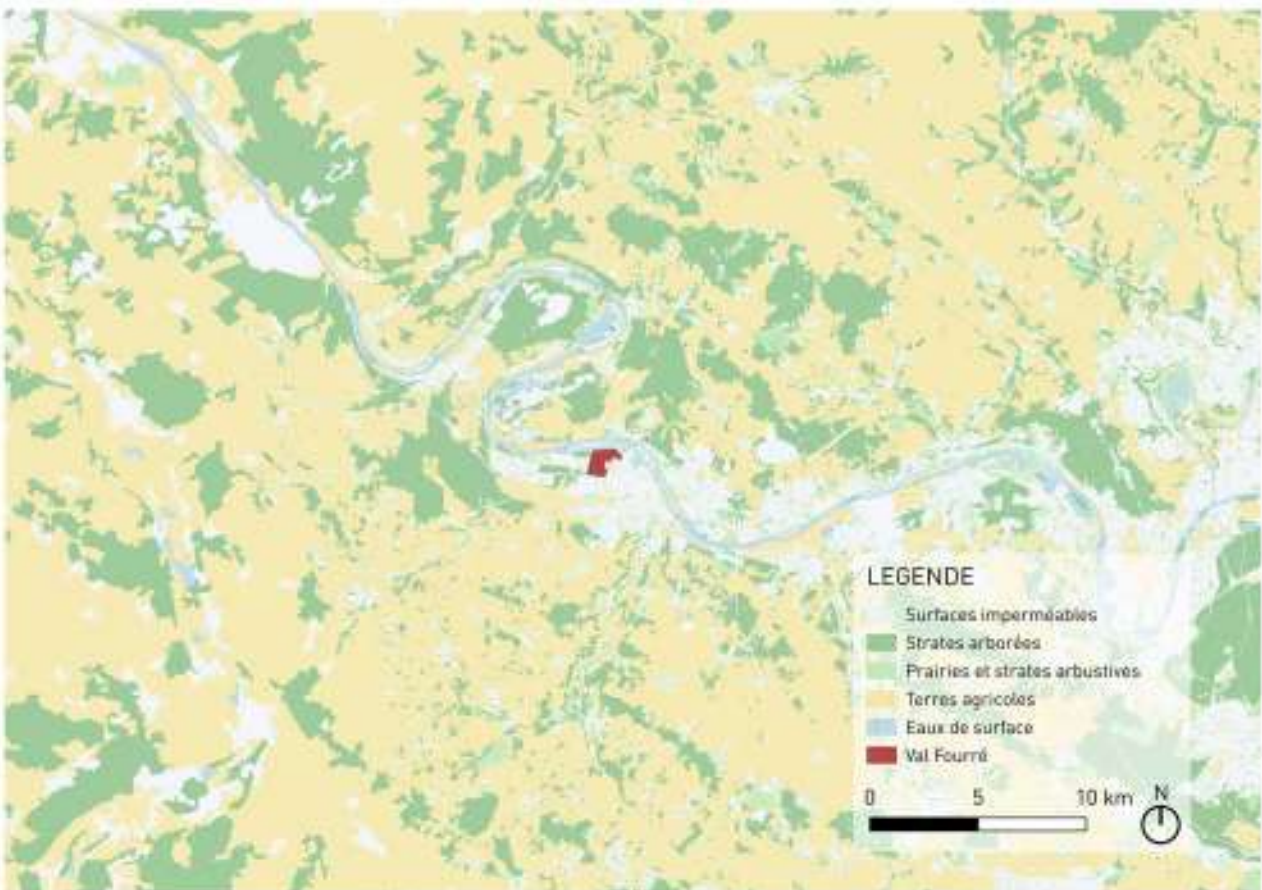 LEGENDE
Surfaces imperméables
Strates arborées
Prairies et strates arbustives
Terres agricoles
Eaux de surface
Val Fourré
0 5 10 km N